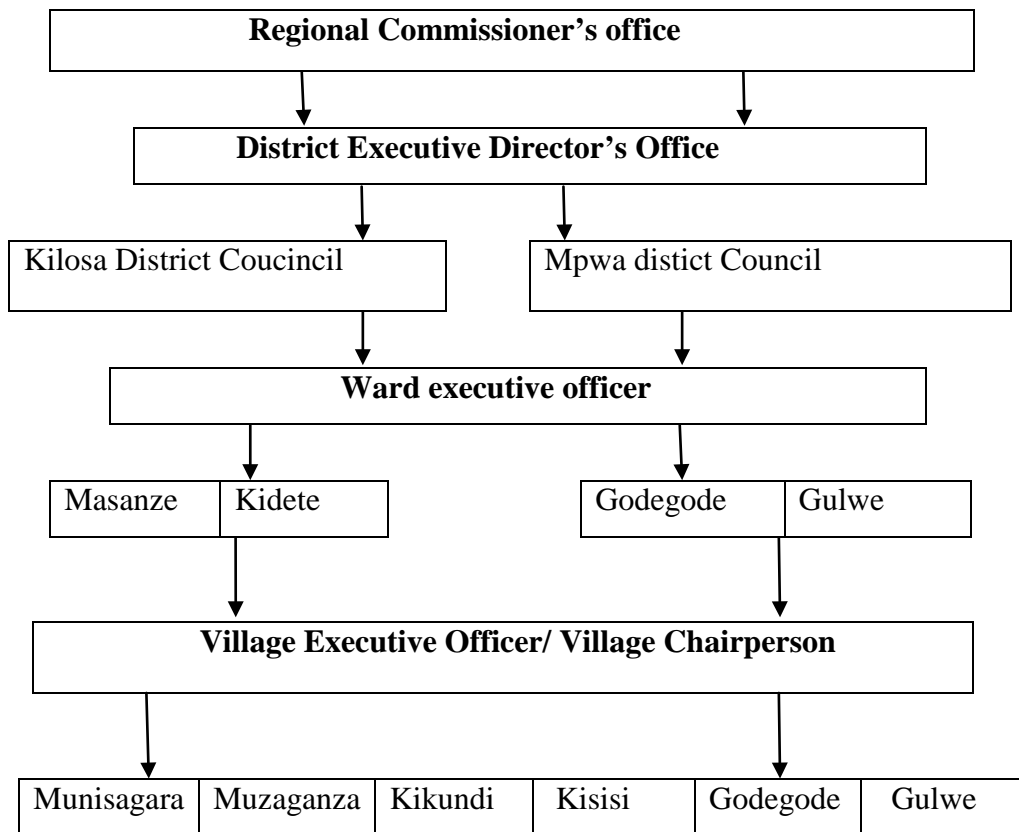 Regional Commissioner’s office
District Executive Director’s Office
Kilosa District Coucincil
Mpwa distict Council
Ward executive officer
Masanze
Kidete
Godegode
Gulwe
Village Executive Officer/ Village Chairperson
Munisagara
Muzaganza
Kikundi
Kisisi
Godegode
Gulwe